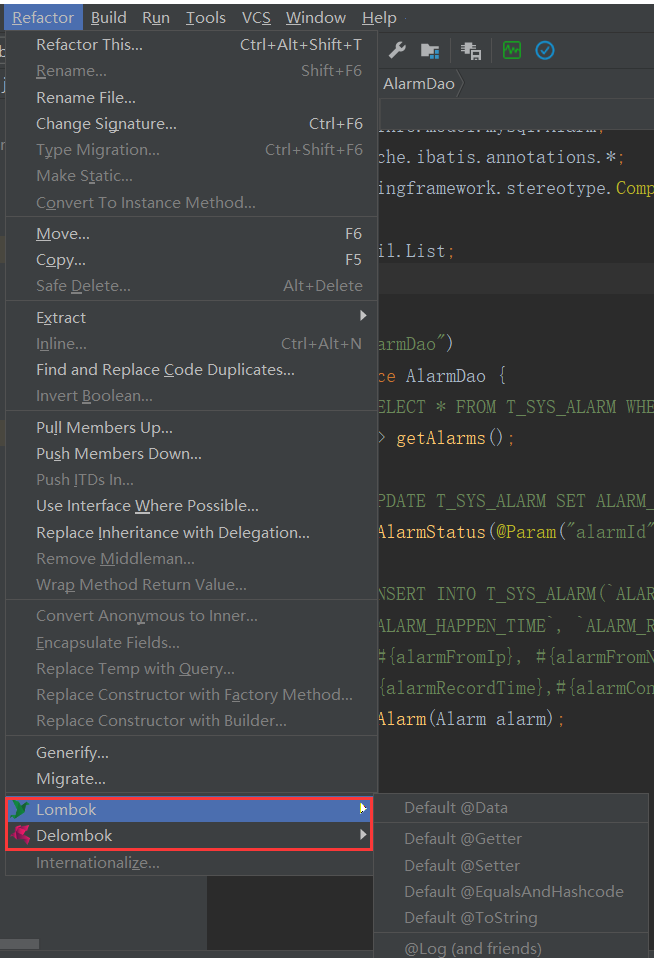 Refactor Build Run Tools VCS Window Help
Refactor This... Ctrl+Alt+Shift+T
Rename... Shift+F6
Rename File...
Change Signature... Ctrl+F6
Type Migration... Ctrl+Shift+F6
Make Static...
Convert To Instance Method...
Move... F6
Copy... F5
Safe Delete... Alt+Delete
Extract
Inline... Ctrl+Alt+N
Find and Replace Code Duplicates...
Invert Boolean...
Pull Members Up...
Push Members Down...
Push ITDs In...
Use Interface Where Possible...
Replace Inheritance with Delegation...
Remove Middleman...
Wrap Method Return Value...
Convert Anonymous to Inner...
Encapsulate Fields...
Replace Temp with Query...
Replace Constructor with Factory Method...
Replace Constructor with Builder...
Generify...
Migrate...
Lombok
Delombok
Internationalize...
Default @Data
Default @Getter
Default @Setter
Default @EqualsAndHashcode
Default @ToString
@Log (and friends)
AlarmDao
info.model.mysql.Alarm;
che.ibatis.annotations.*;
ingframework.stereotype.Comp
il.List;
armDao")
ce AlarmDao {
ELECT * FROM T_SYS_ALARM WHE
> getAlarms();
PDATE T_SYS_ALARM SET ALARM_
AlarmStatus(@Param("alarmId"
NSERT INTO T_SYS_ALARM(`ALAR
ALARM_HAPPEN_TIME`, `ALARM_R
#{alarmFromIp}, #{alarmFromN
{alarmRecordTime},#{alarmCon
Alarm(Alarm alarm);